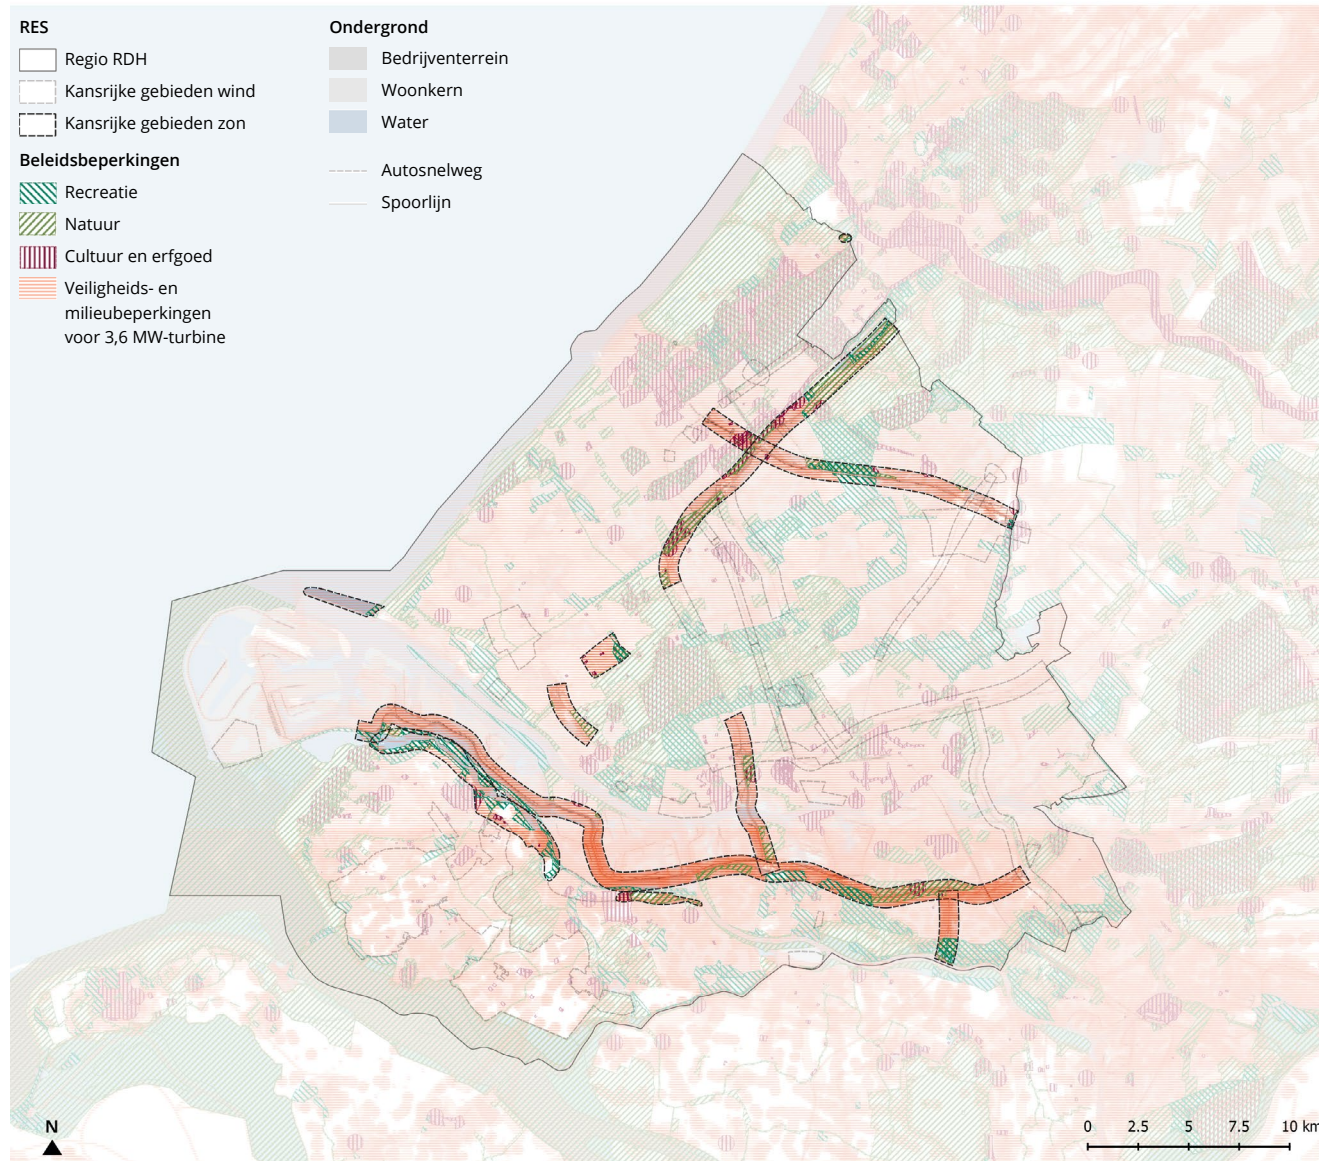 RES
Regio RDH
Kansrijke gebieden wind
Kansrijke gebieden zon
Beleidsbeperkingen
Recreatie
Natuur
Cultuur en erfgoed
Veiligheids- en
milieubeperkingen
voor 3,6 MW-turbine
Ondergrond
Bedrijventerrein
Woonkern
Water
Autosnelweg
Spoorlijn
N
0 2.5 5 7.5 10 km